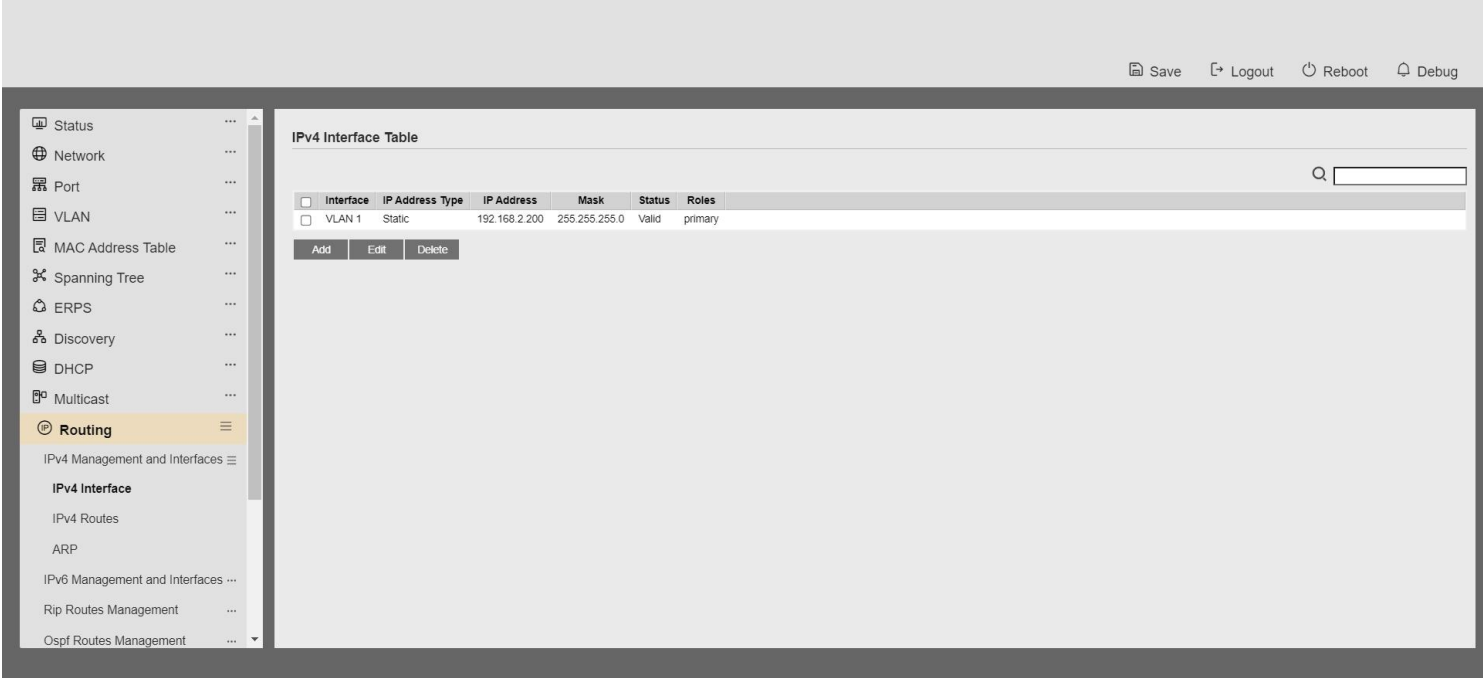 Save Logout Reboot Debug
Status ...
Network ...
Port ...
VLAN ...
MAC Address Table ...
Spanning Tree ...
ERPS ...
Discovery ...
DHCP ...
Multicast ...
Routing
IPv4 Management and Interfaces
IPv4 Interface
IPv4 Routes
ARP
IPv6 Management and Interfaces ...
Rip Routes Management ...
Ospf Routes Management ...
IPv4 Interface Table
Interface IP Address Type IP Address Mask Status Roles
VLAN 1 Static 192.168.2.200 255.255.255.0 Valid primary
Add Edit Delete